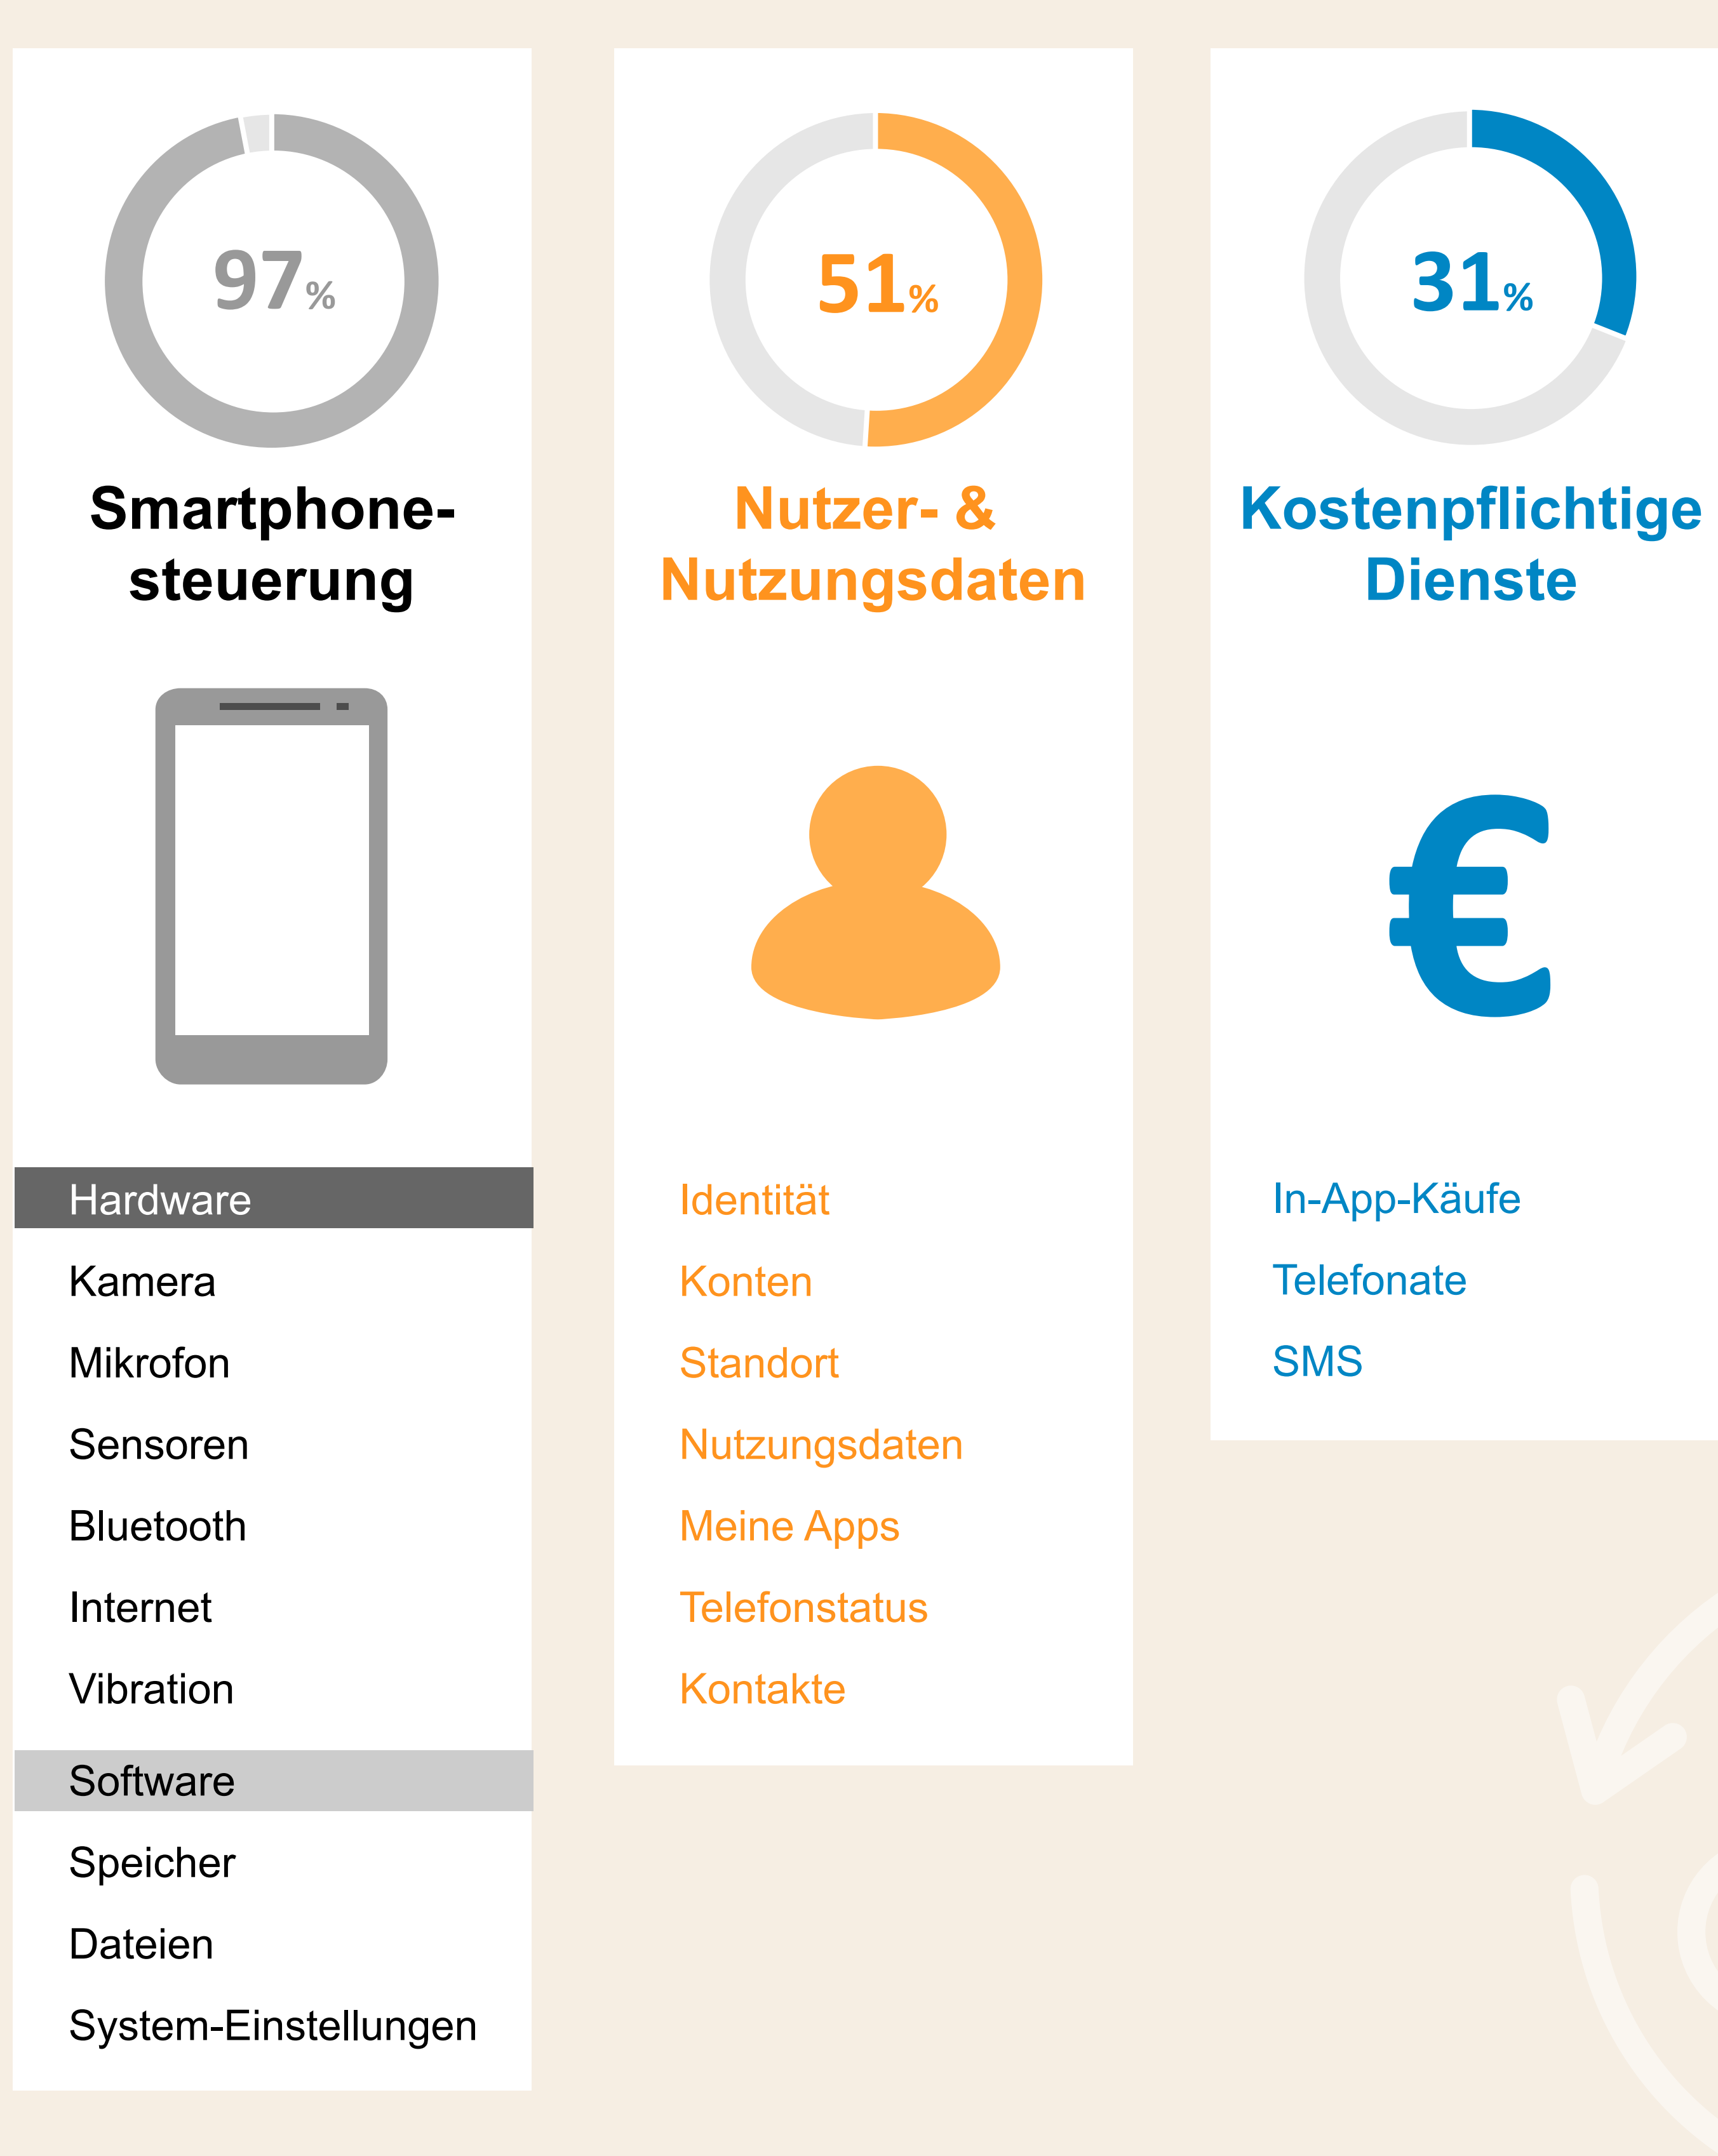 97%
Smartphone-
steuerung
Hardware
Kamera
Mikrofon
Sensoren
Bluetooth
Internet
Vibration
Software
Speicher
Dateien
System-Einstellungen
51%
Nutzer- &
Nutzungsdaten
Identität
Konten
Standort
Nutzungsdaten
Meine Apps
Telefonstatus
Kontakte
31%
Kostenpflichtige
Dienste
€
In-App-Käufe
Telefonate
SMS